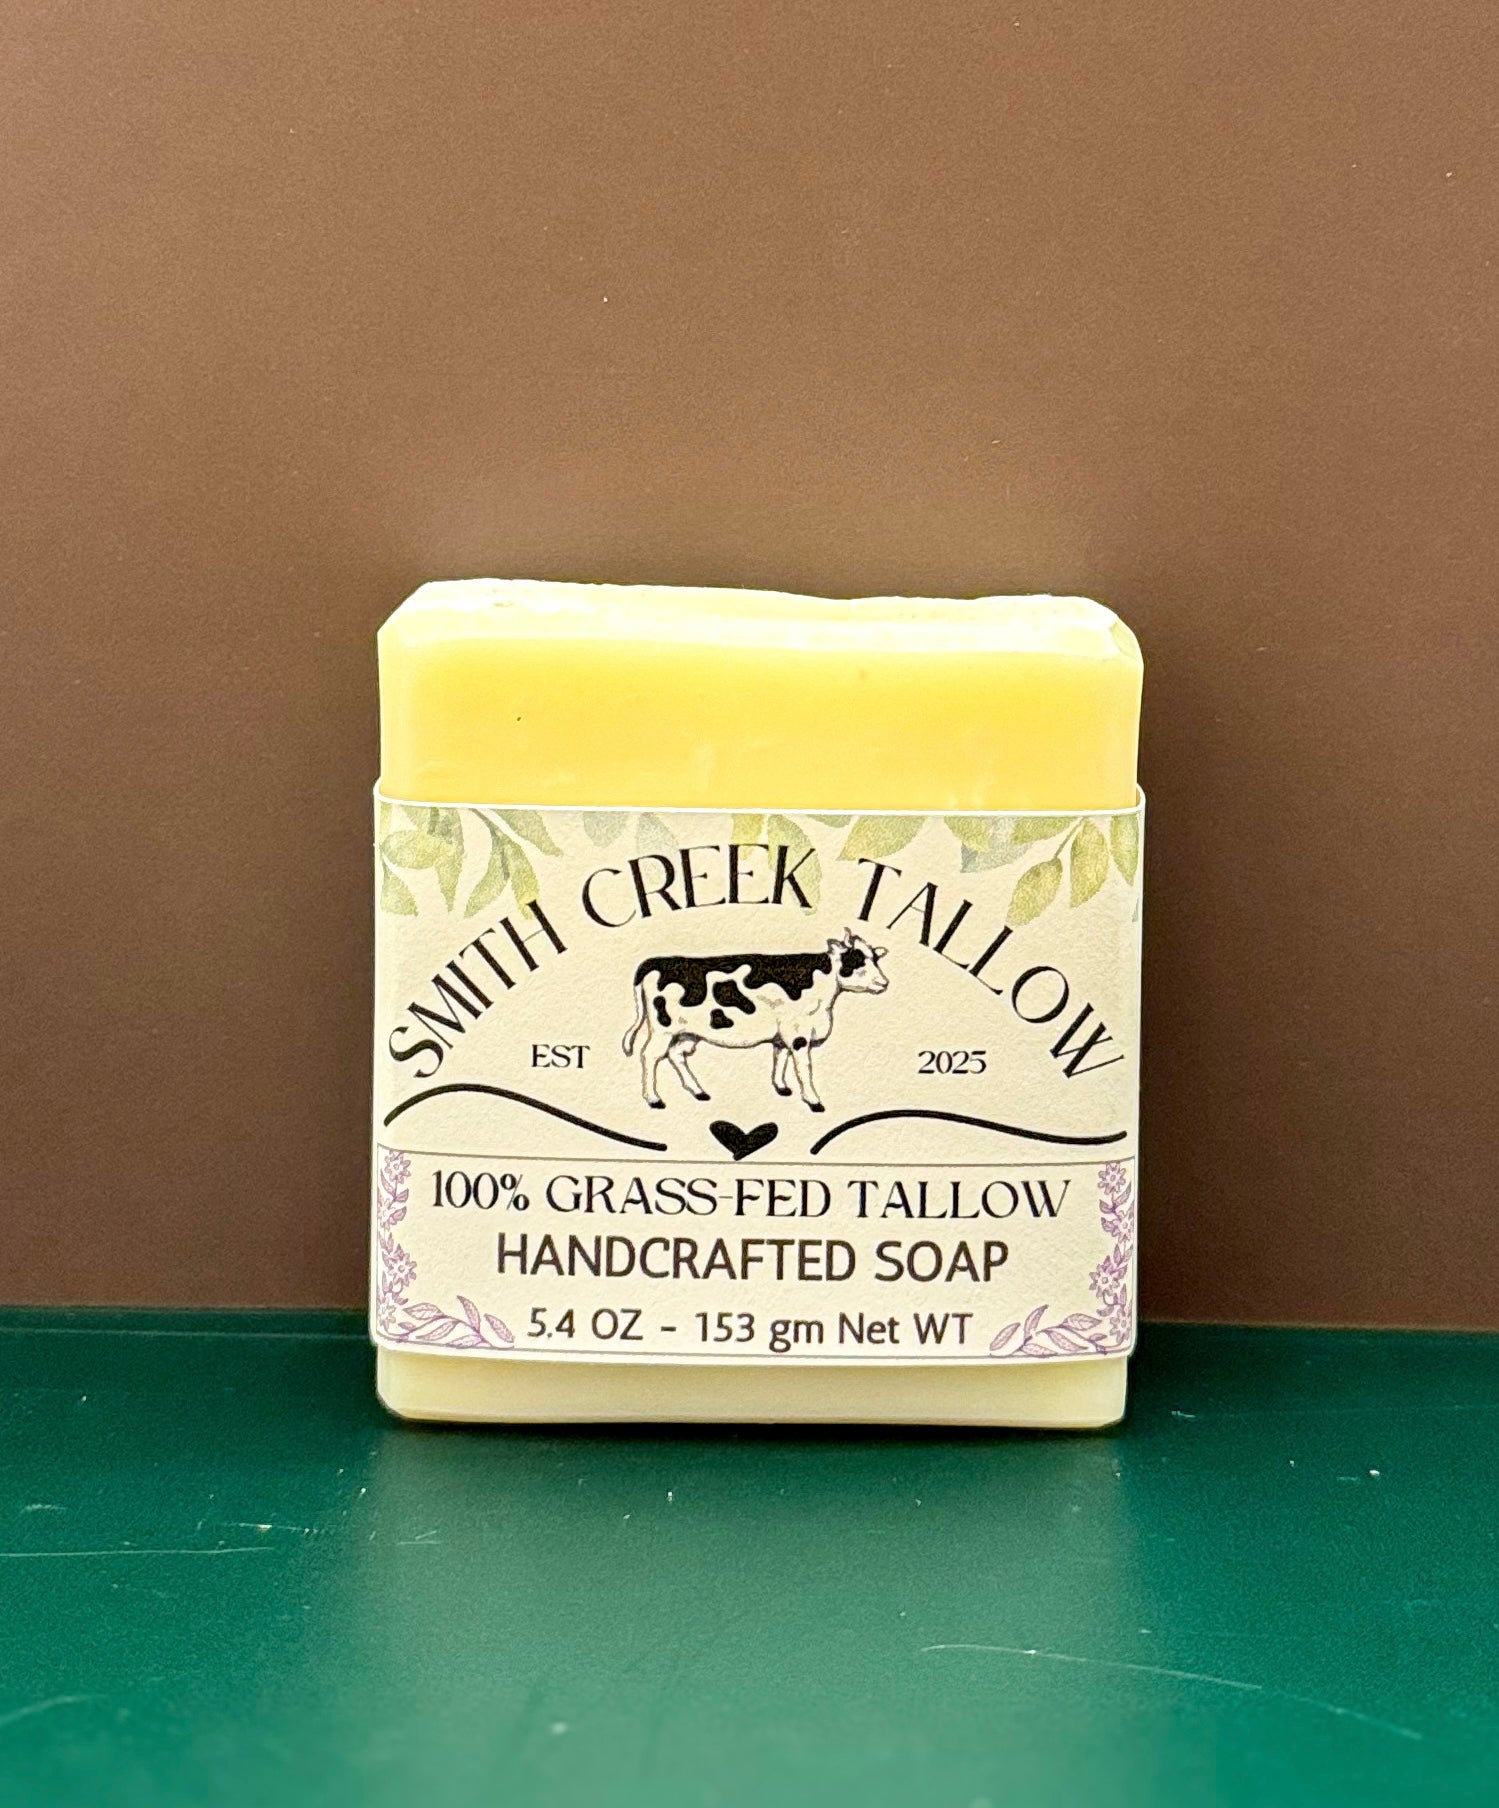 SMITH CREEK TALLOW
EST 2025
100% GRASS-FED TALLOW
HANDCRAFTED SOAP
5.4 OZ - 153 gm Net WT